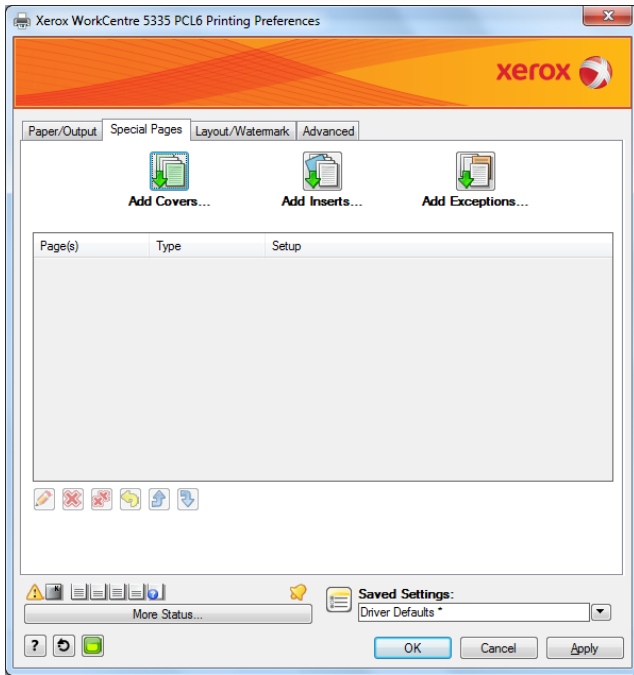 Xerox WorkCentre 5335 PCL6 Printing Preferences
xerox
Paper/Output Special Pages Layout/Watermark Advanced
Add Covers... Add Inserts... Add Exceptions...
Page(s) Type Setup
More Status...
Saved Settings:
Driver Defaults *
? OK Cancel Apply